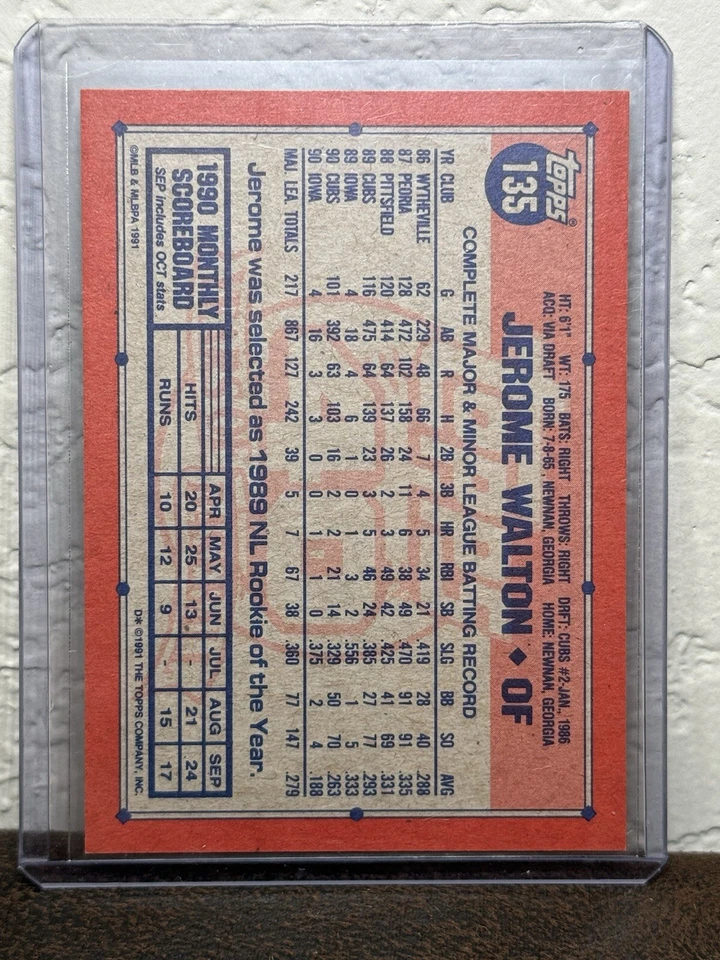 topps®
135
HT: 6'1" WT: 175 BATS: RIGHT THROWS: RIGHT DRFT: CUBS #2-JAN, 1986
ACQ: VIA DRAFT BORN: 7-8-65, NEWNAN, GEORGIA HOME: NEWNAN, GEORGIA
JEROME WALTON ♦ OF
COMPLETE MAJOR & MINOR LEAGUE BATTING RECORD
YR CLUB G AB R H 2B 3B HR RBI SB SLG BB SO AVG
86 WYTHEVILLE 62 229 48 66 7 4 5 34 21 .419 28 40 .288
87 PEORIA 128 472 102 158 24 11 6 38 49 .470 91 91 .335
88 PITTSFIELD 120 414 64 137 26 2 3 49 42 .425 41 69 .331
89 CUBS 116 475 64 139 23 3 5 46 24 .385 27 77 .293
89 IOWA 4 18 4 6 1 0 1 3 2 .556 1 5 .333
90 CUBS 101 392 63 103 16 2 2 21 14 .329 50 70 .263
90 IOWA 4 16 3 3 0 0 1 1 0 .375 2 4 .188
MAJ. LEA. TOTALS 217 867 127 242 39 5 7 67 38 .360 77 147 .279
Jerome was selected as 1989 NL Rookie of the Year.
1990 MONTHLY
SCOREBOARD
SEP includes OCT stats
APR MAY JUN JUL AUG SEP
HITS 20 25 13 - 21 24
RUNS 10 12 9 - 15 17
©MLB & MLBPA 1991
D* ©1991 THE TOPPS COMPANY, INC.